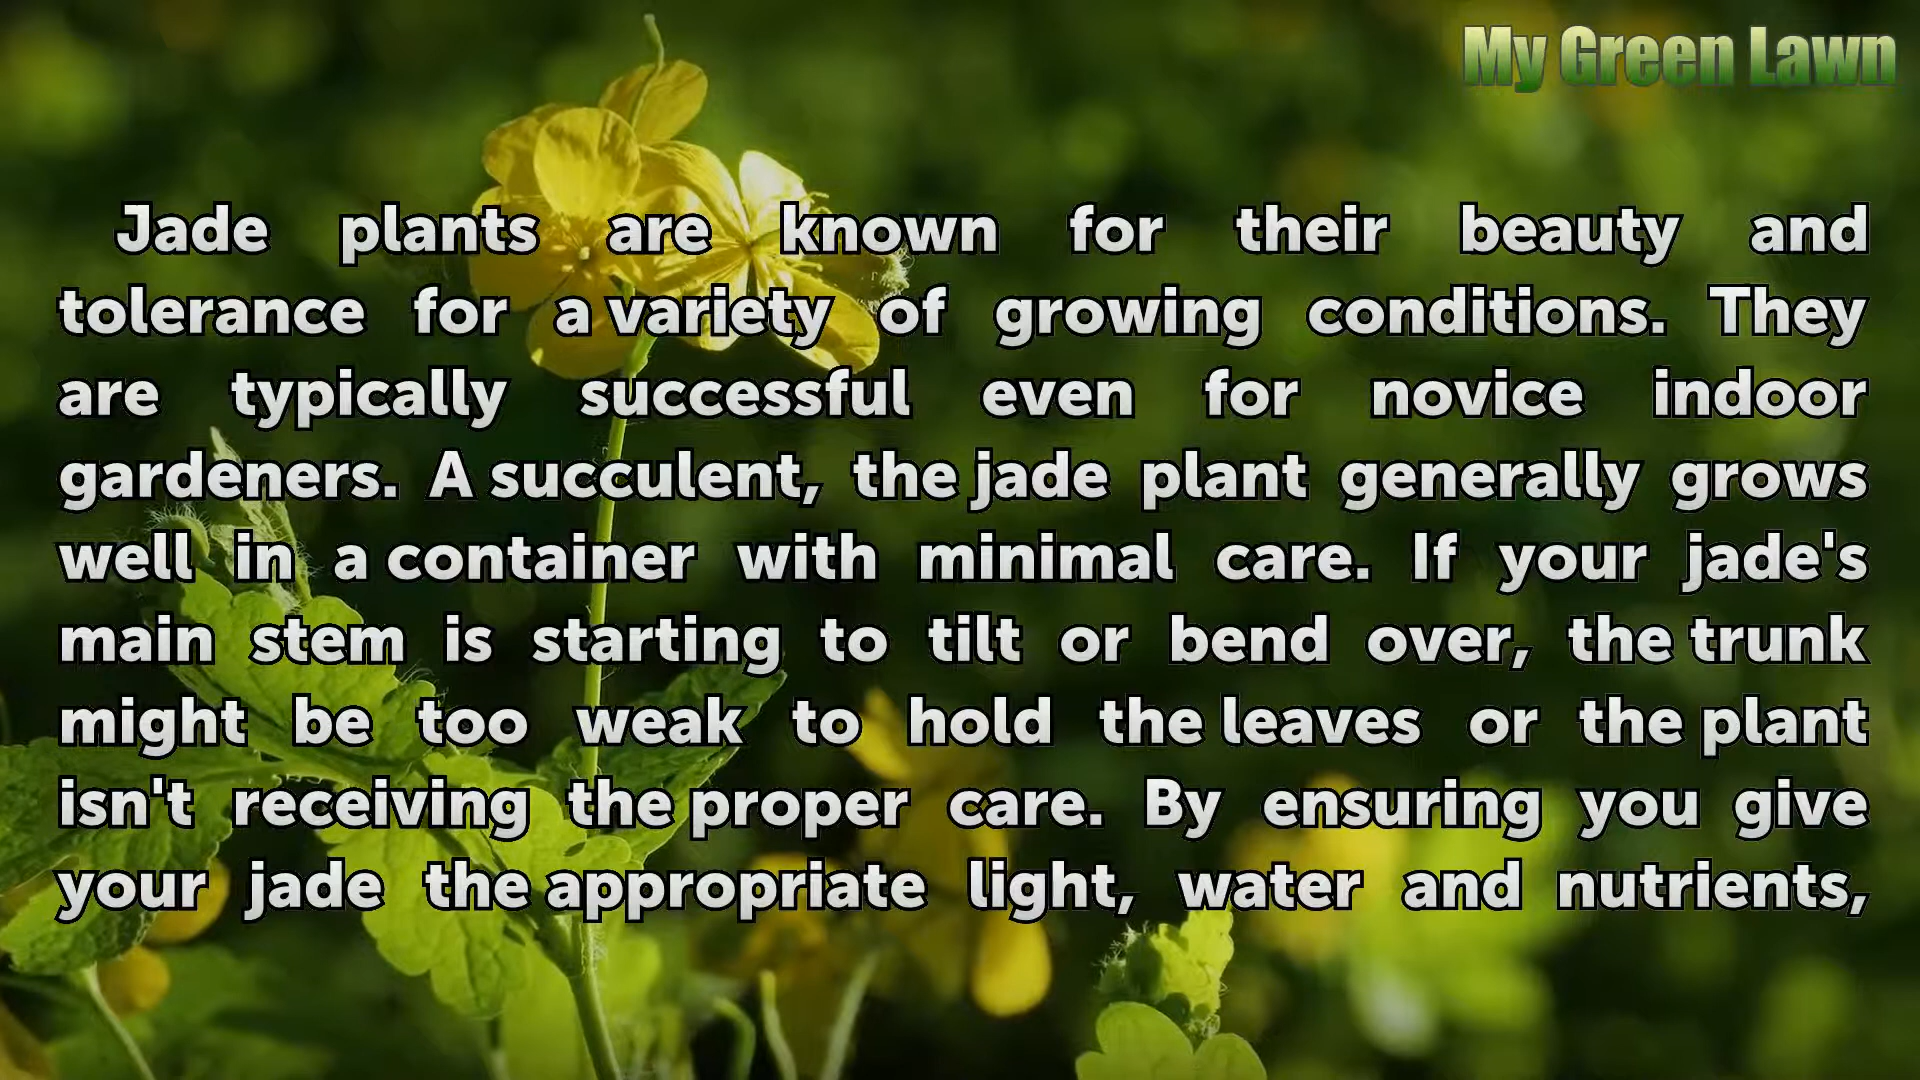 My Green Lawn
Jade plants are known for their beauty and
tolerance for a variety of growing conditions. They
are typically successful even for novice indoor
gardeners. A succulent, the jade plant generally grows
well in a container with minimal care. If your jade's
main stem is starting to tilt or bend over, the trunk
might be too weak to hold the leaves or the plant
isn't receiving the proper care. By ensuring you give
your jade the appropriate light, water and nutrients,